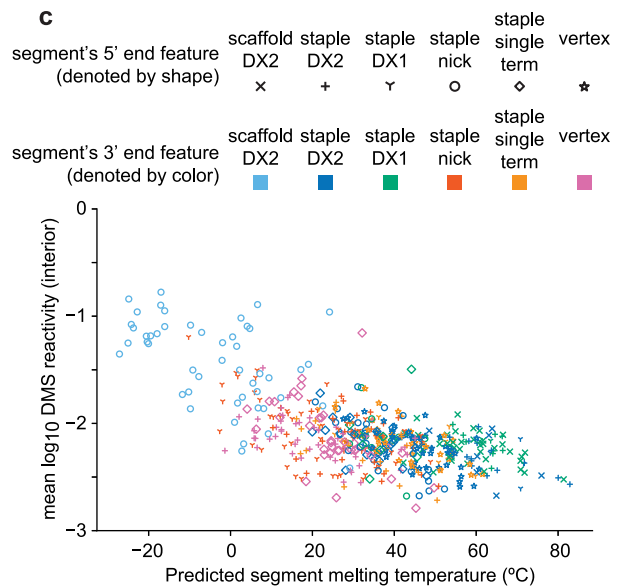 c
segment's 5' end feature
(denoted by shape)
scaffold DX2
staple DX2
staple DX1
staple nick
staple single term
vertex
segment's 3' end feature
(denoted by color)
scaffold DX2
staple DX2
staple DX1
staple nick
staple single term
vertex
mean log10 DMS reactivity (interior)
0
−1
−2
−3
−20 0 20 40 60 80
Predicted segment melting temperature (ºC)